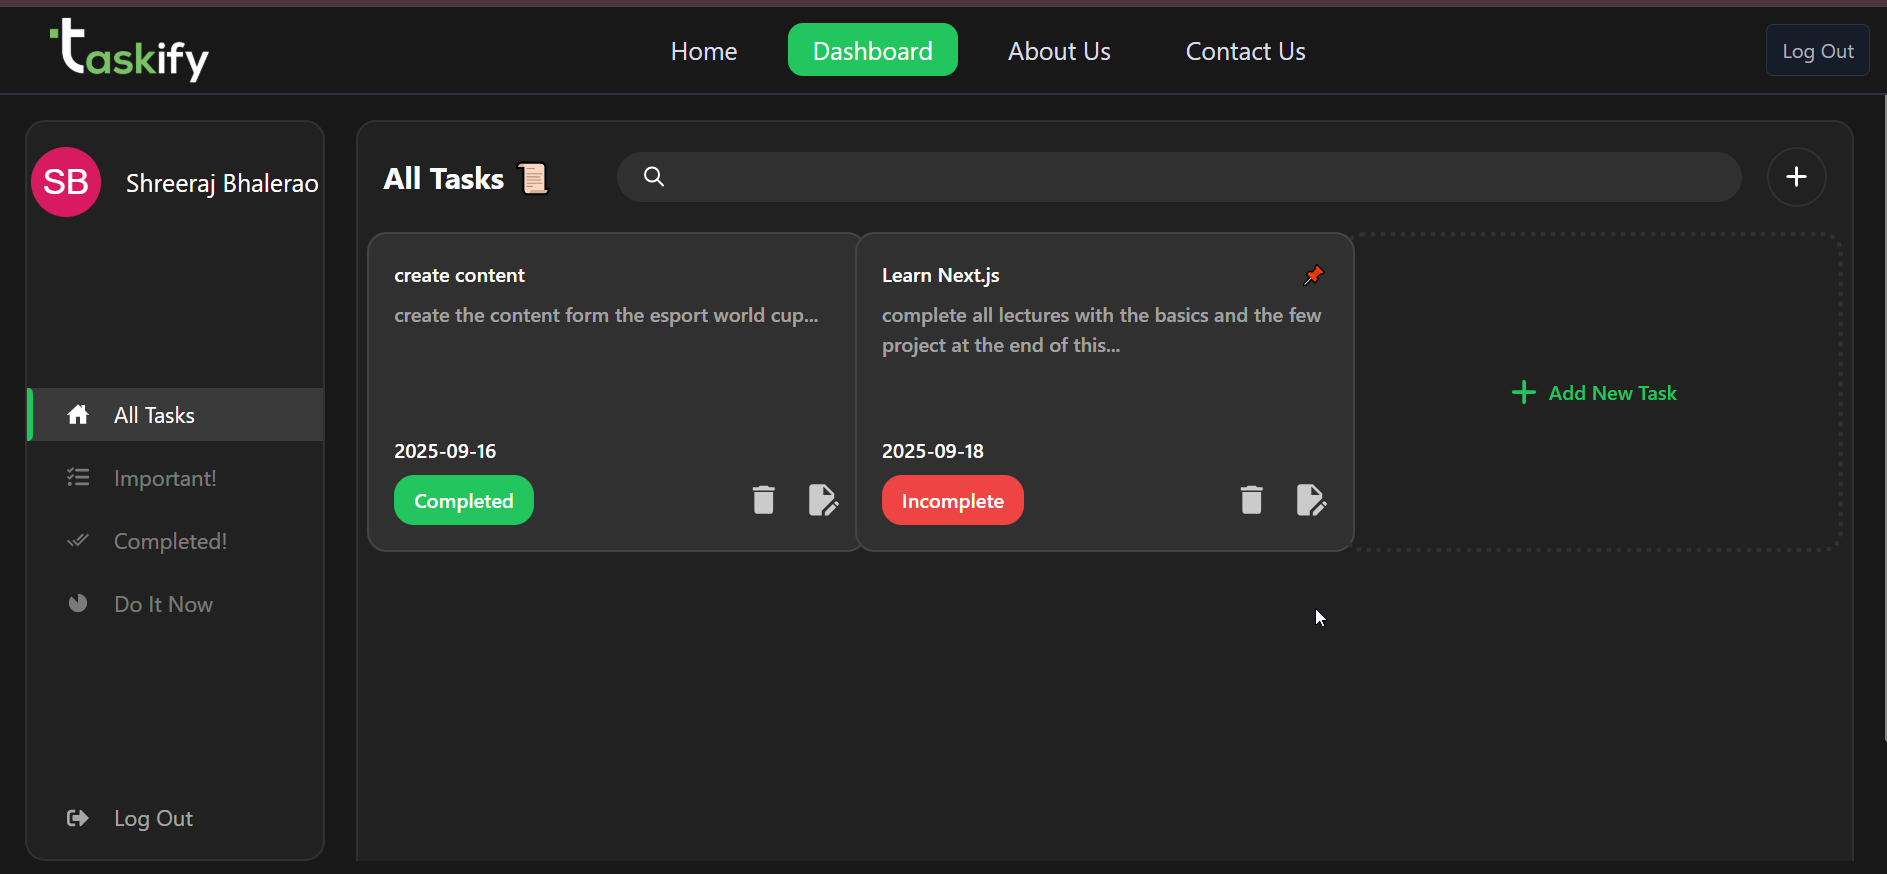 taskify
Home
Dashboard
About Us
Contact Us
Log Out
SB
Shreeraj Bhalerao
All Tasks
Important!
Completed!
Do It Now
Log Out
All Tasks 📜
create content
create the content form the esport world cup...
2025-09-16
Completed
Learn Next.js 📌
complete all lectures with the basics and the few
project at the end of this...
2025-09-18
Incomplete
Add New Task